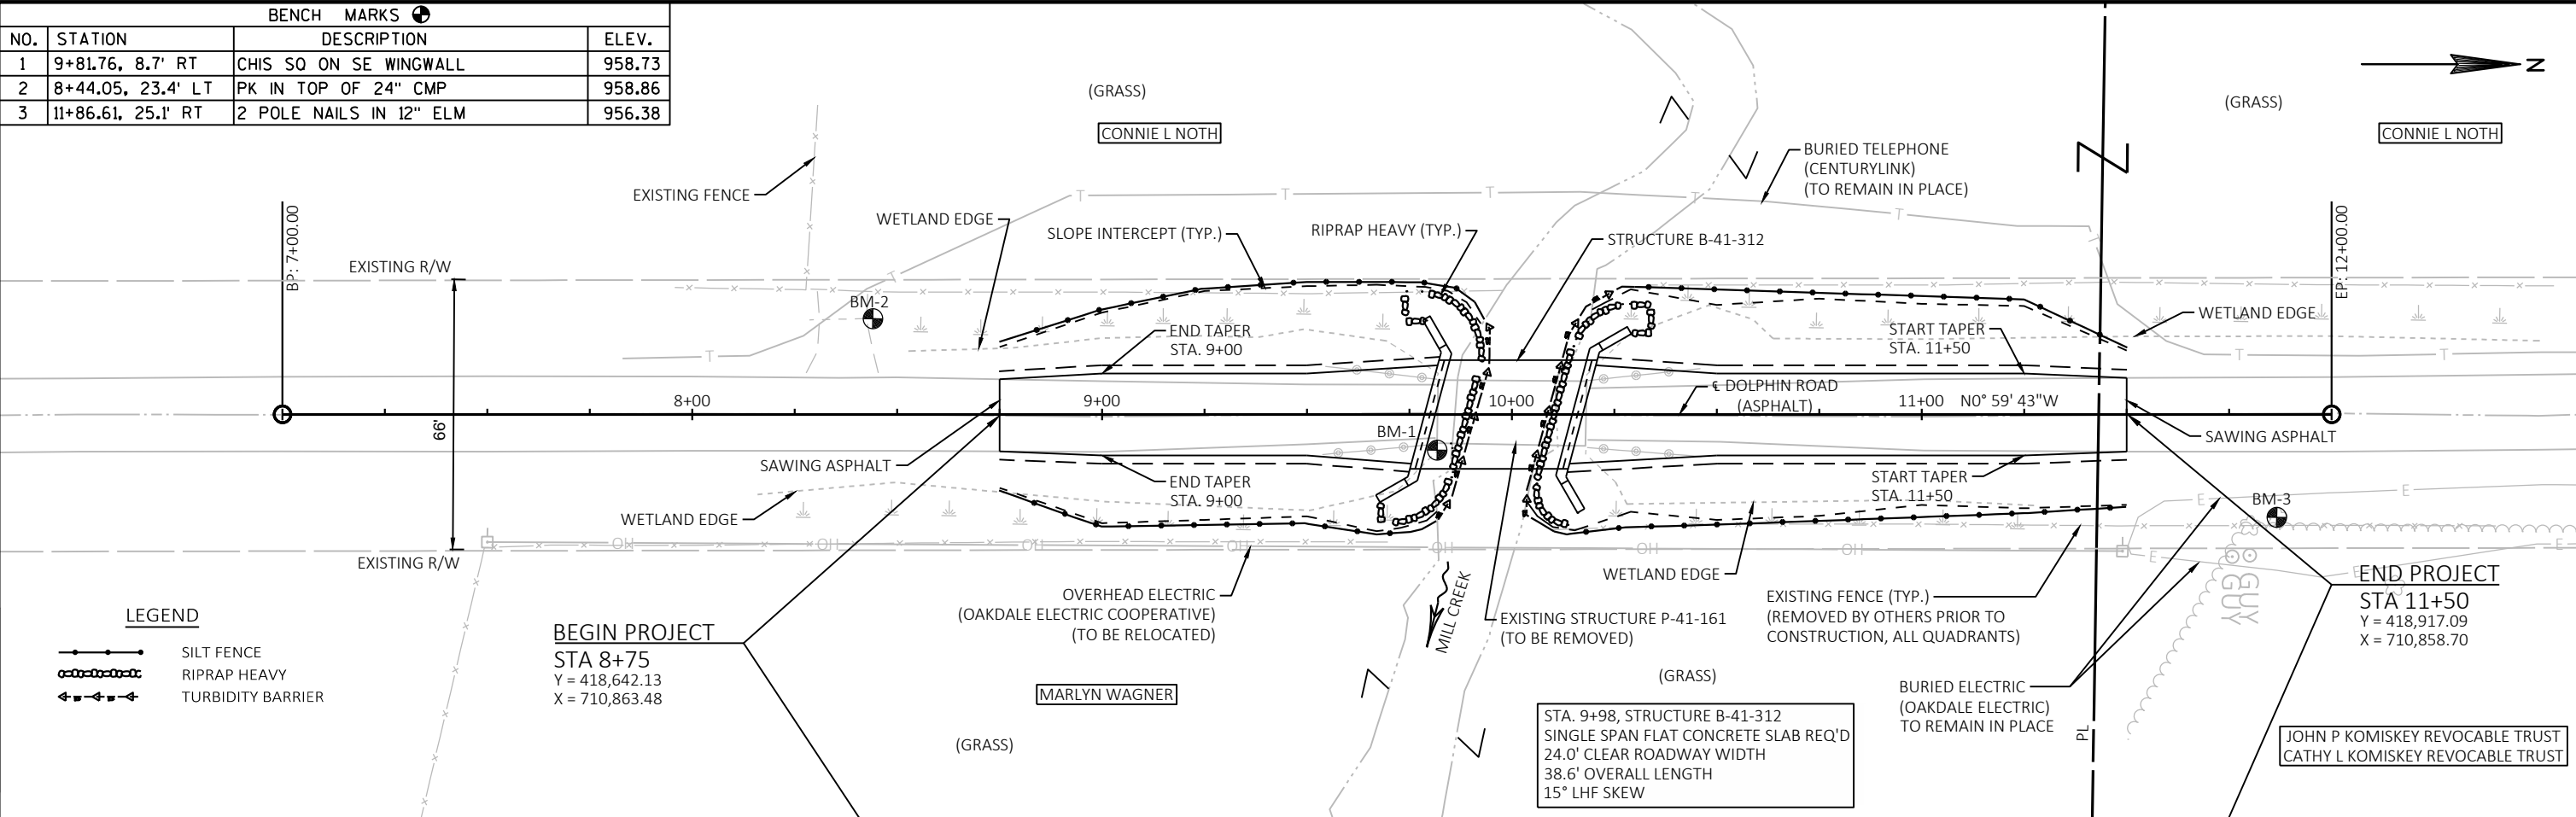 BENCH MARKS
NO. STATION DESCRIPTION ELEV.
1 9+81.76, 8.7' RT CHIS SQ ON SE WINGWALL 958.73
2 8+44.05, 23.4' LT PK IN TOP OF 24" CMP 958.86
3 11+86.61, 25.1' RT 2 POLE NAILS IN 12" ELM 956.38
N
(GRASS)
(GRASS)
CONNIE L NOTH
CONNIE L NOTH
BURIED TELEPHONE
(CENTURYLINK)
(TO REMAIN IN PLACE)
EXISTING FENCE
WETLAND EDGE
SLOPE INTERCEPT (TYP.)
RIPRAP HEAVY (TYP.)
STRUCTURE B-41-312
BP: 7+00.00
EP: 12+00.00
EXISTING R/W
BM-2
WETLAND EDGE
END TAPER
STA. 9+00
START TAPER
STA. 11+50
℄ DOLPHIN ROAD
(ASPHALT)
8+00
9+00
10+00
11+00 N0° 59' 43"W
66'
BM-1
SAWING ASPHALT
SAWING ASPHALT
END TAPER
STA. 9+00
START TAPER
STA. 11+50
WETLAND EDGE
BM-3
T T T T T T T T T
OH OH OH OH OH OH OH
E E E E E
EXISTING R/W
OVERHEAD ELECTRIC
(OAKDALE ELECTRIC COOPERATIVE)
(TO BE RELOCATED)
MILL CREEK
WETLAND EDGE
EXISTING STRUCTURE P-41-161
(TO BE REMOVED)
EXISTING FENCE (TYP.)
(REMOVED BY OTHERS PRIOR TO
CONSTRUCTION, ALL QUADRANTS)
GUY
GUY
END PROJECT
STA 11+50
Y = 418,917.09
X = 710,858.70
LEGEND
SILT FENCE
RIPRAP HEAVY
TURBIDITY BARRIER
BEGIN PROJECT
STA 8+75
Y = 418,642.13
X = 710,863.48
MARLYN WAGNER
(GRASS)
(GRASS)
STA. 9+98, STRUCTURE B-41-312
SINGLE SPAN FLAT CONCRETE SLAB REQ'D
24.0' CLEAR ROADWAY WIDTH
38.6' OVERALL LENGTH
15° LHF SKEW
BURIED ELECTRIC
(OAKDALE ELECTRIC)
TO REMAIN IN PLACE
PL
JOHN P KOMISKEY REVOCABLE TRUST
CATHY L KOMISKEY REVOCABLE TRUST